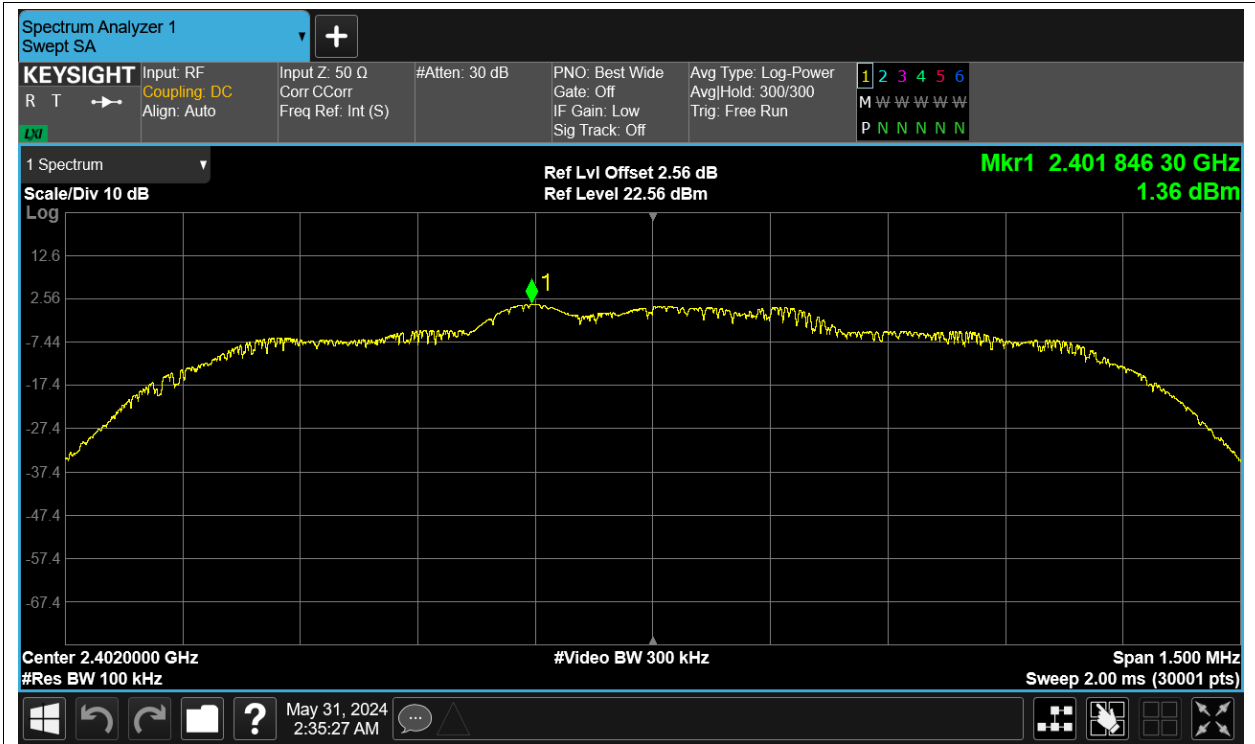 Spectrum Analyzer 1
Swept SA
KEYSIGHT
R T
LXI
Input: RF
Coupling: DC
Align: Auto
Input Z: 50 Ω
Corr CCorr
Freq Ref: Int (S)
#Atten: 30 dB
PNO: Best Wide
Gate: Off
IF Gain: Low
Sig Track: Off
Avg Type: Log-Power
Avg|Hold: 300/300
Trig: Free Run
1 2 3 4 5 6
M W W W W W
P N N N N N
1 Spectrum
Scale/Div 10 dB
Log
Ref Lvl Offset 2.56 dB
Ref Level 22.56 dBm
Mkr1 2.401 846 30 GHz
1.36 dBm
1
12.6
2.56
-7.44
-17.4
-27.4
-37.4
-47.4
-57.4
-67.4
Center 2.4020000 GHz
#Res BW 100 kHz
#Video BW 300 kHz
Span 1.500 MHz
Sweep 2.00 ms (30001 pts)
?
May 31, 2024
2:35:27 AM